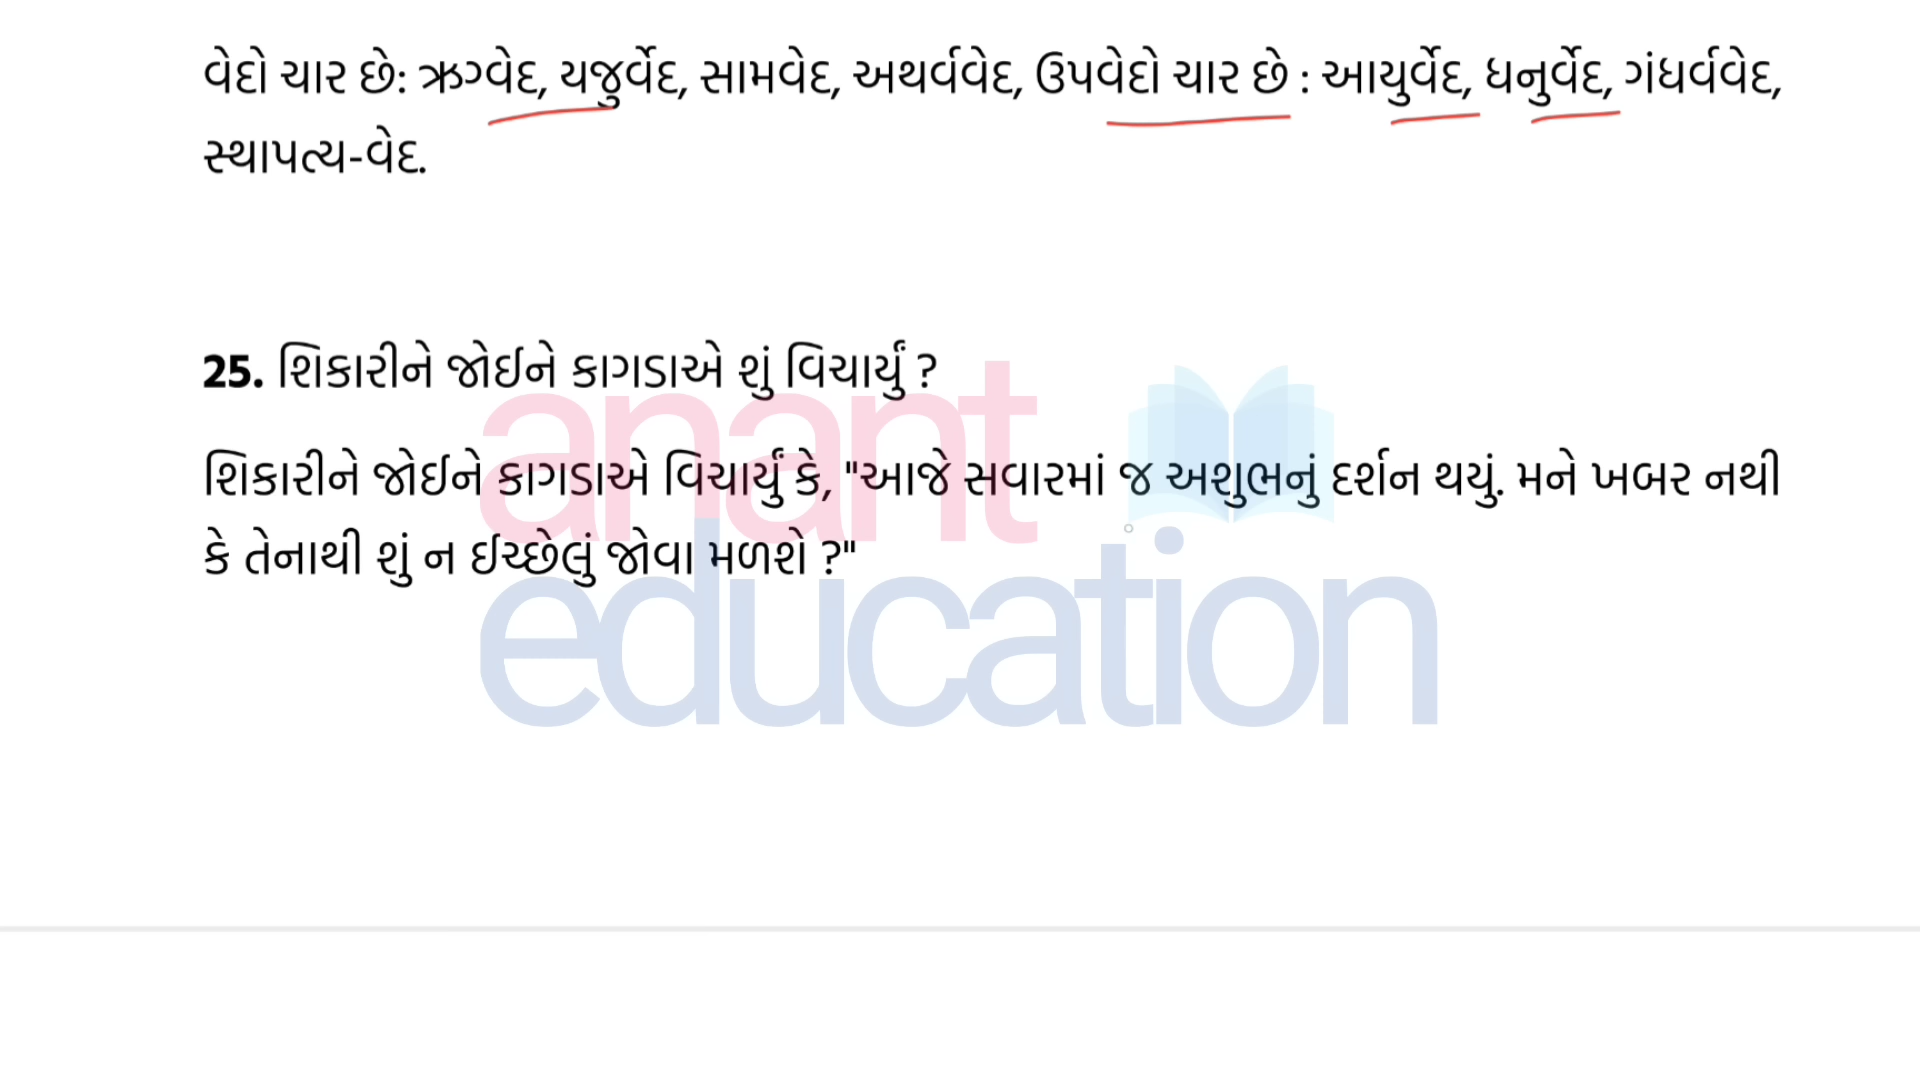 વેદો ચાર છે: ઋગ્વેદ, યજુર્વેદ, સામવેદ, અથર્વવેદ, ઉપવેદો ચાર છે : આયુર્વેદ, ધનુર્વેદ, ગંધર્વવેદ,
સ્થાપત્ય-વેદ.
25. શિકારીને જોઈને કાગડાએ શું વિચાર્યું ?
શિકારીને જોઈને કાગડાએ વિચાર્યું કે, "આજે સવારમાં જ અશુભનું દર્શન થયું. મને ખબર નથી
કે તેનાથી શું ન ઈચ્છેલું જોવા મળશે ?"
anant
education